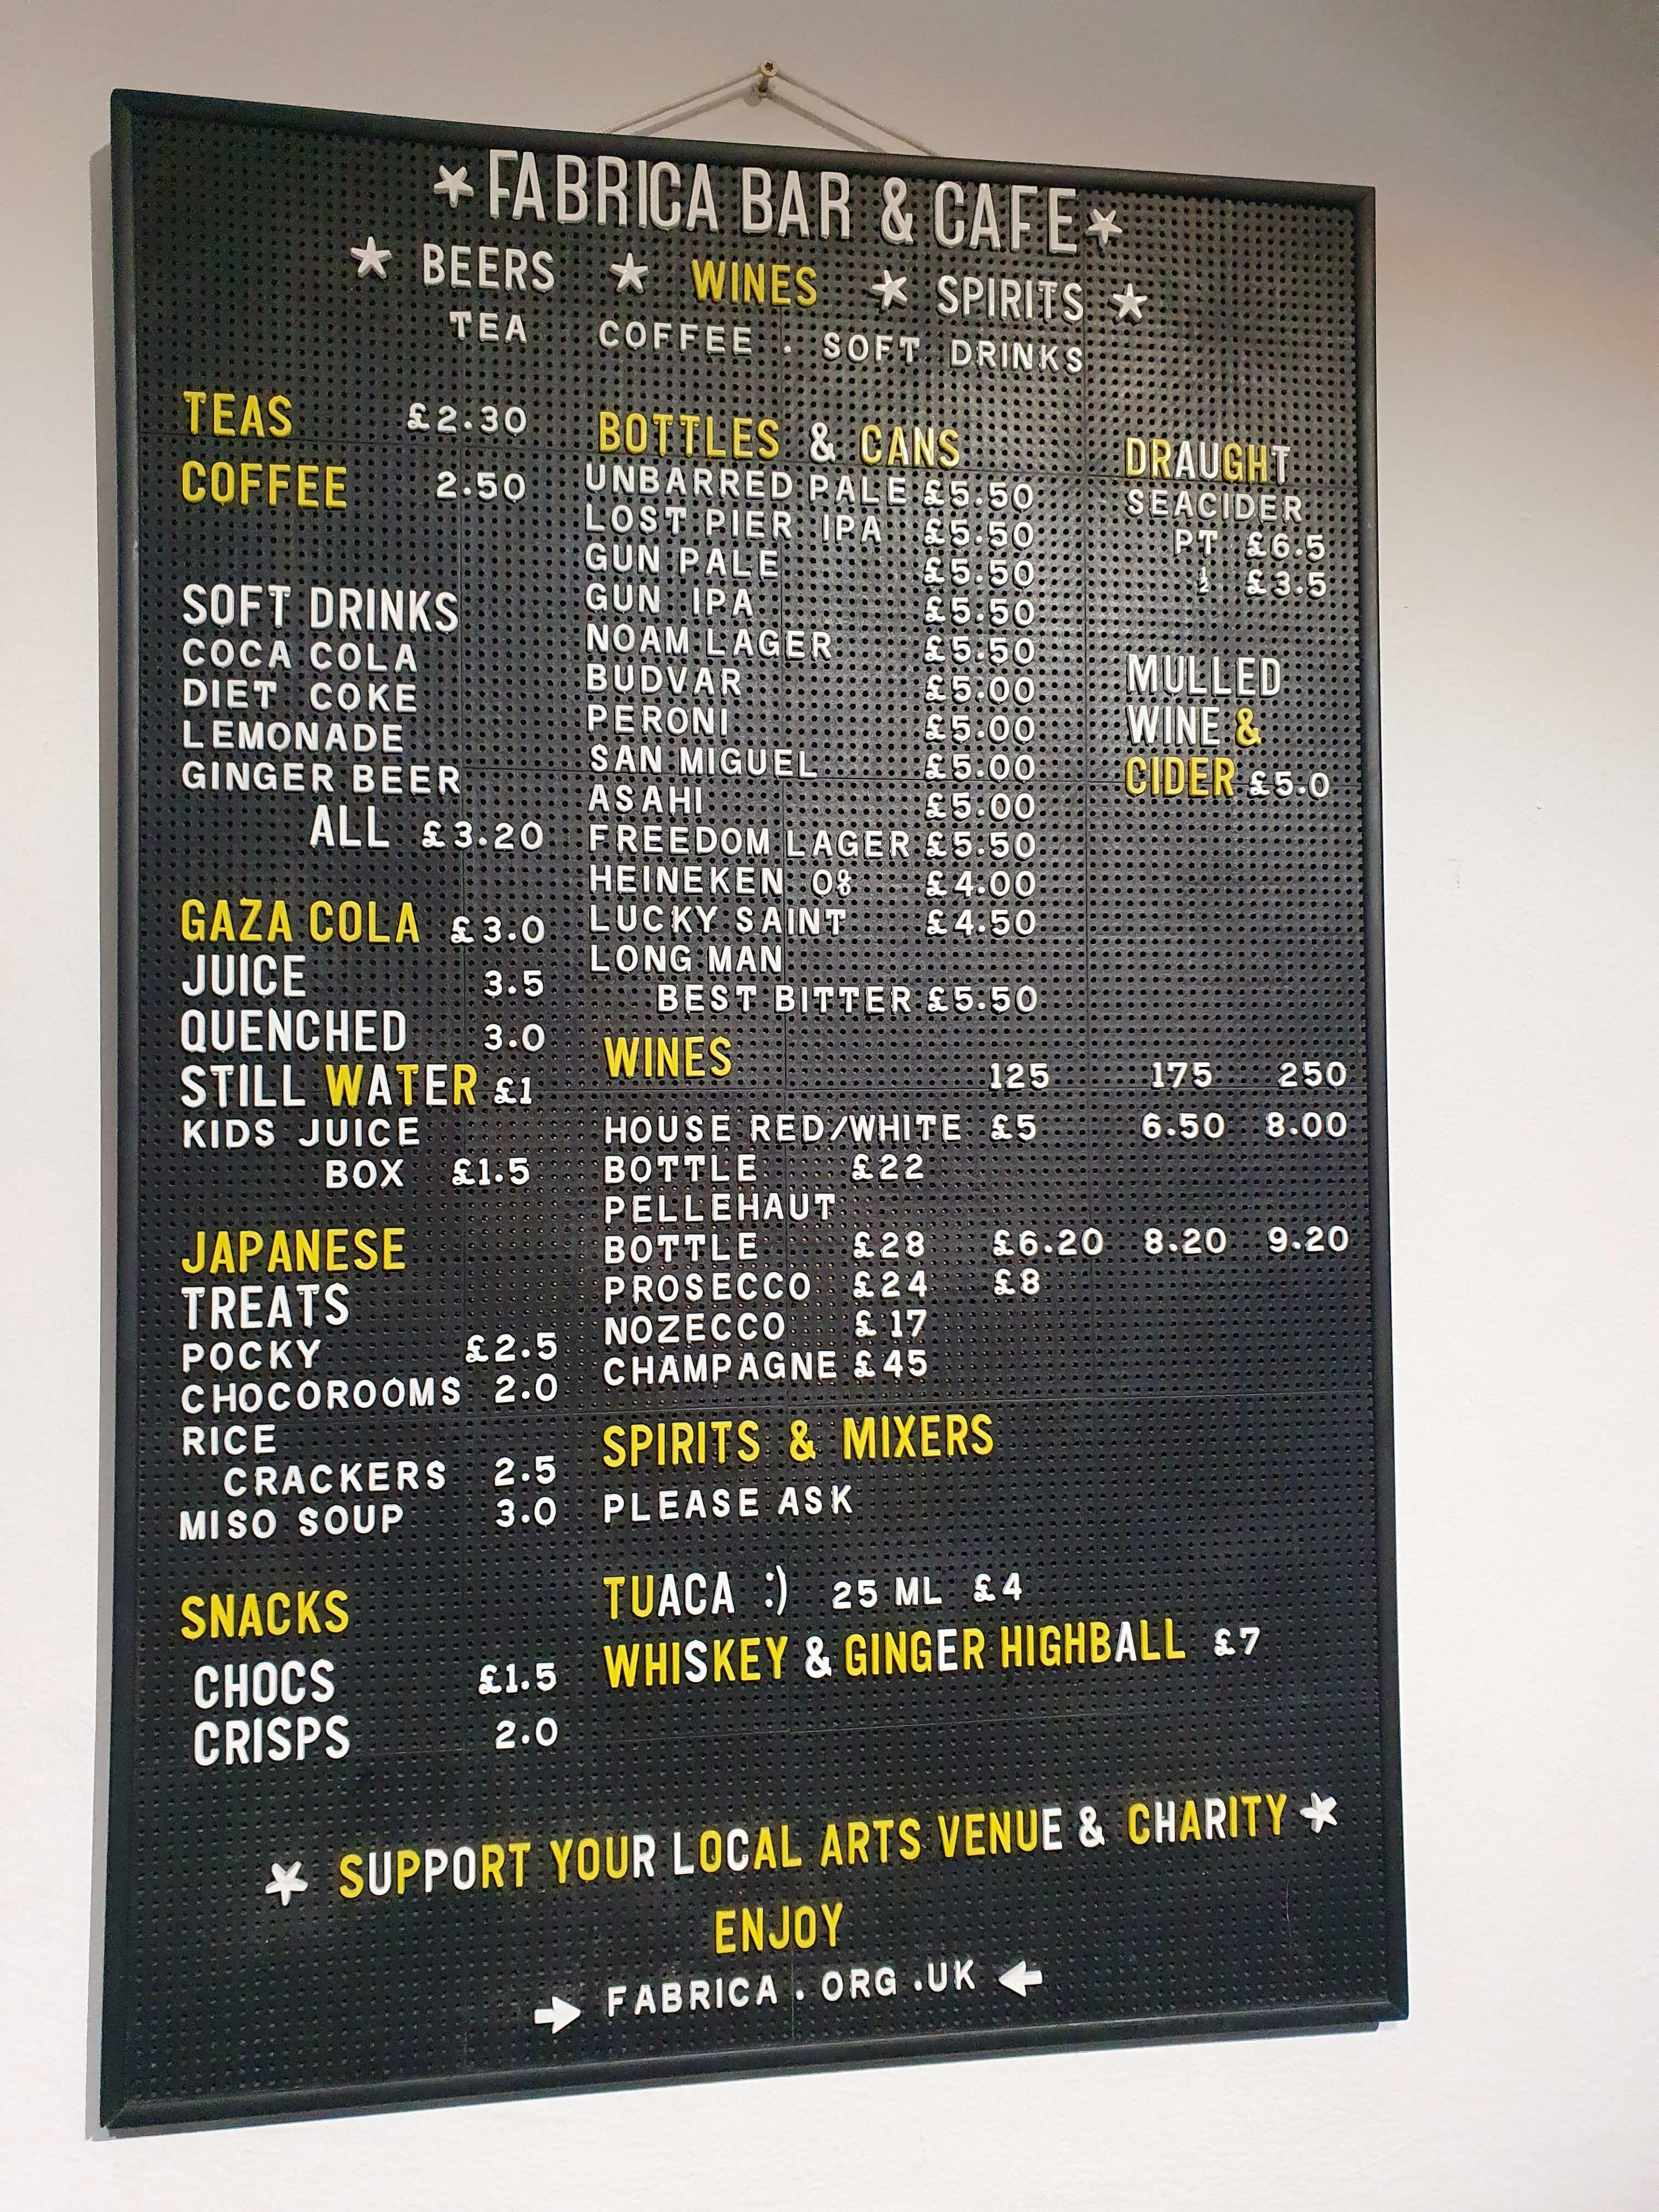 ★ FABRICA BAR & CAFE ★
★ BEERS ★ WINES ★ SPIRITS ★
TEA COFFEE . SOFT DRINKS
TEAS £2.30
COFFEE 2.50
SOFT DRINKS
COCA COLA
DIET COKE
LEMONADE
GINGER BEER
ALL £3.20
GAZA COLA £3.0
JUICE 3.5
QUENCHED 3.0
STILL WATER £1
KIDS JUICE
BOX £1.5
JAPANESE
TREATS
POCKY £2.5
CHOCOROOMS 2.0
RICE
CRACKERS 2.5
MISO SOUP 3.0
SNACKS
CHOCS £1.5
CRISPS 2.0
BOTTLES & CANS
UNBARRED PALE £5.50
LOST PIER IPA £5.50
GUN PALE £5.50
GUN IPA £5.50
NOAM LAGER £5.50
BUDVAR £5.00
PERONI £5.00
SAN MIGUEL £5.00
ASAHI £5.00
FREEDOM LAGER £5.50
HEINEKEN 0% £4.00
LUCKY SAINT £4.50
LONG MAN
BEST BITTER £5.50
DRAUGHT
SEACIDER
PT £6.5
½ £3.5
MULLED
WINE &
CIDER £5.0
WINES 125 175 250
HOUSE RED/WHITE £5 6.50 8.00
BOTTLE £22
PELLEHAUT
BOTTLE £28 £6.20 8.20 9.20
PROSECCO £24 £8
NOZECCO £17
CHAMPAGNE £45
SPIRITS & MIXERS
PLEASE ASK
TUACA :) 25 ML £4
WHISKEY & GINGER HIGHBALL £7
★ SUPPORT YOUR LOCAL ARTS VENUE & CHARITY ★
ENJOY
→ FABRICA.ORG.UK ←